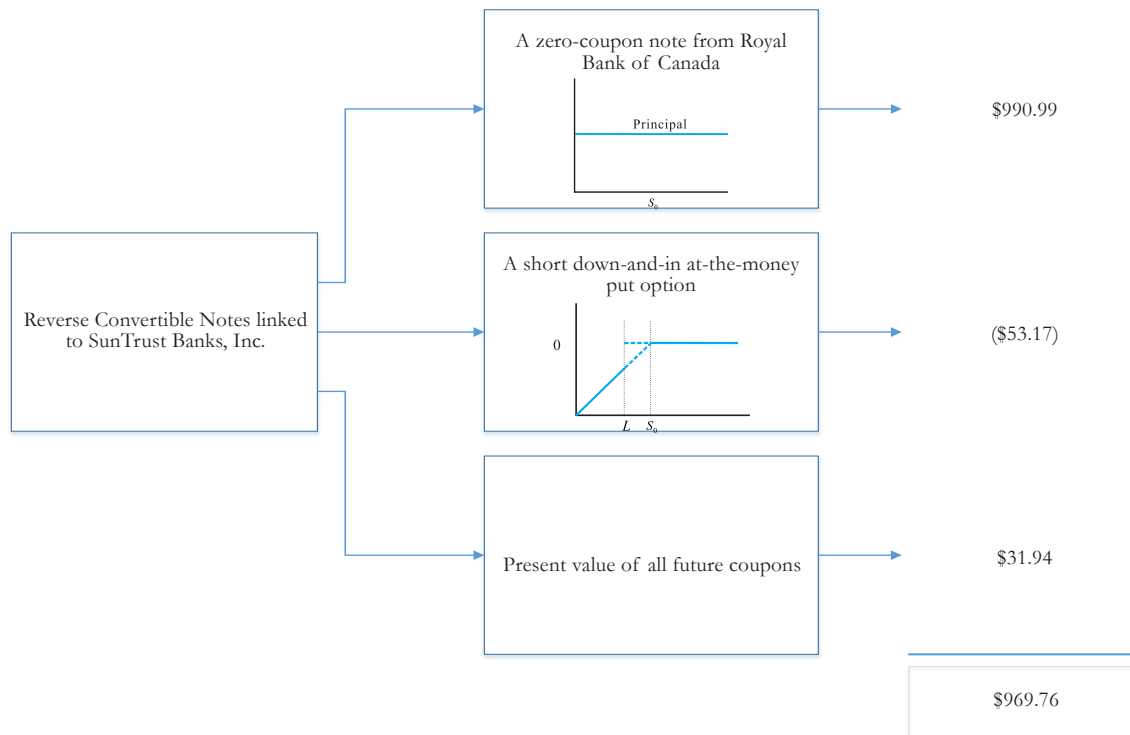 A zero-coupon note from Royal
Bank of Canada
Principal
S₀
$990.99
Reverse Convertible Notes linked
to SunTrust Banks, Inc.
A short down-and-in at-the-money
put option
0
L S₀
($53.17)
Present value of all future coupons
$31.94
$969.76